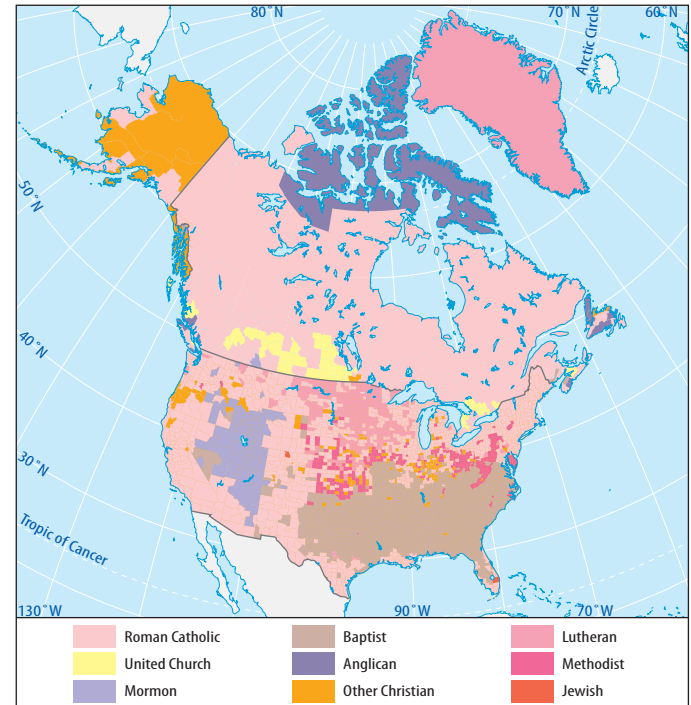 80°N
70°N
60°N
Arctic Circle
50°N
40°N
30°N
Tropic of Cancer
130°W
90°W
70°W
Roman Catholic
Baptist
Lutheran
United Church
Anglican
Methodist
Mormon
Other Christian
Jewish